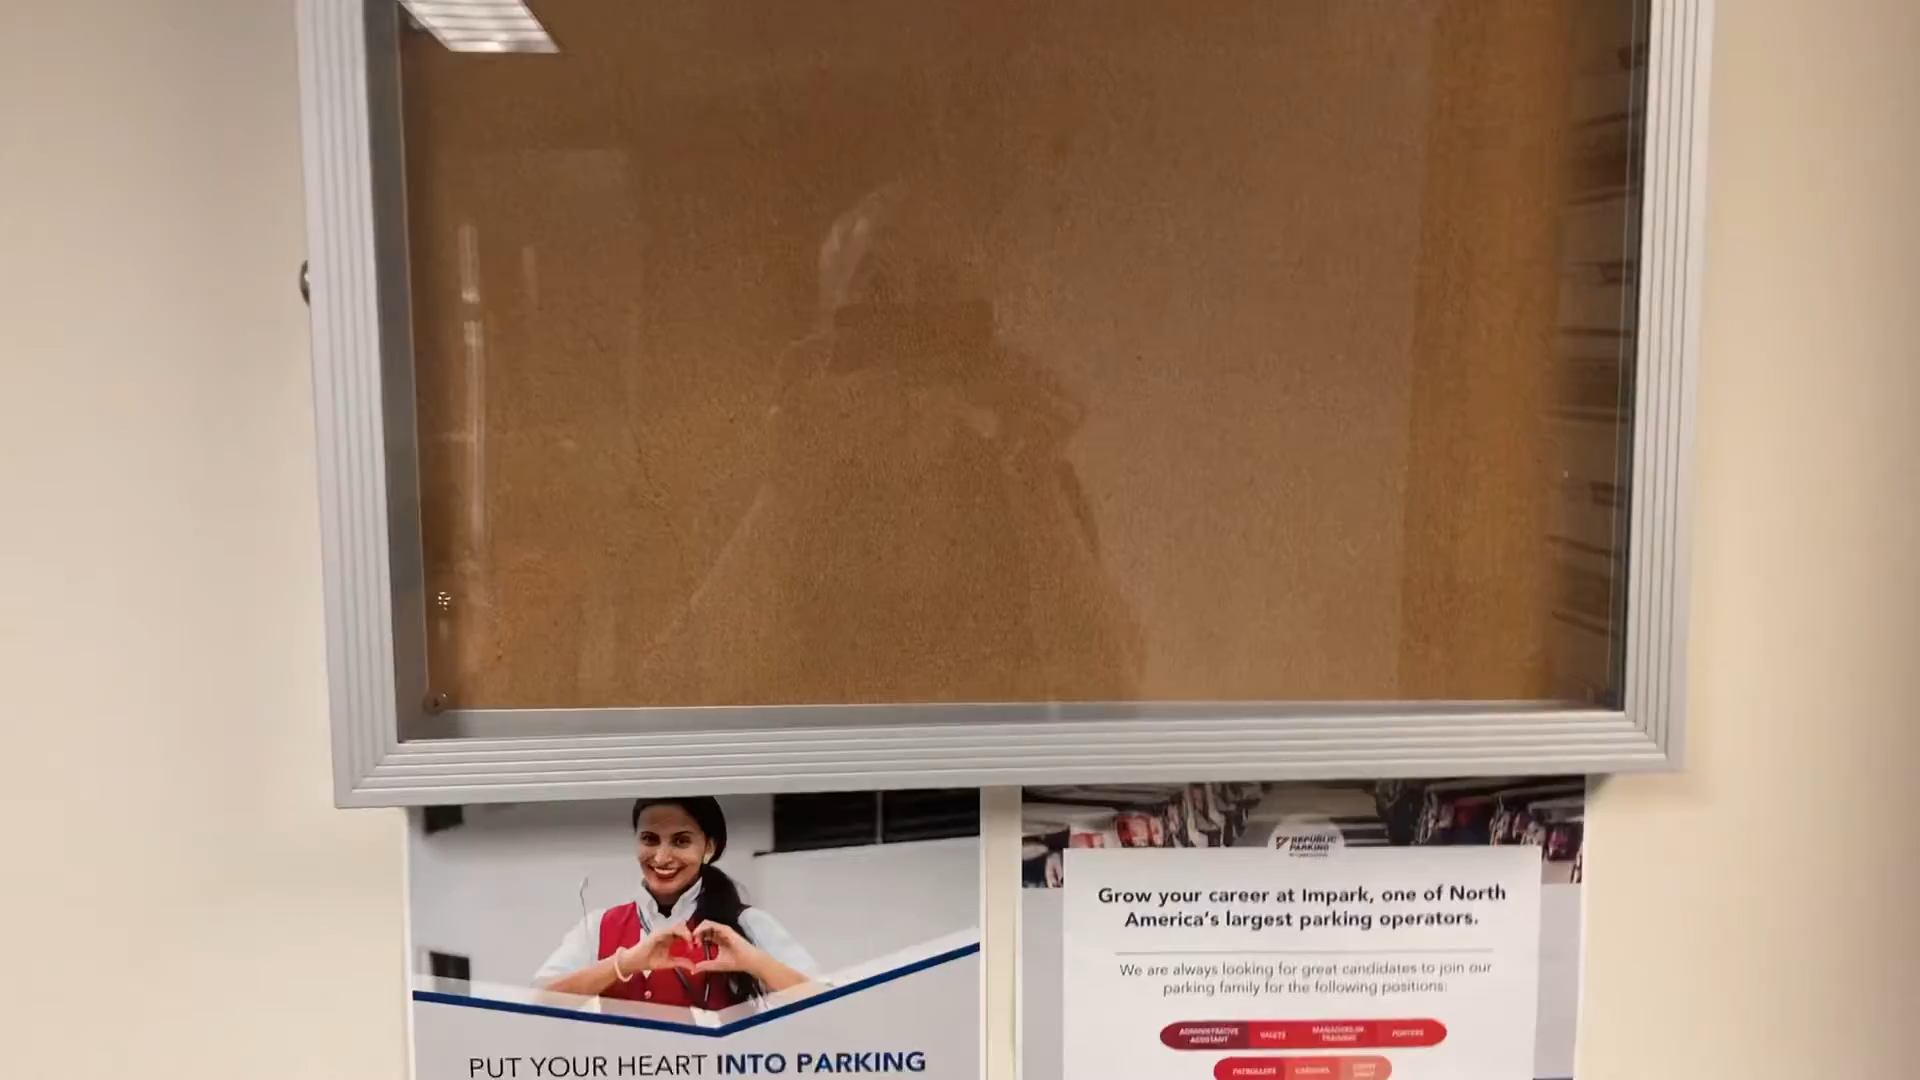 REPUBLIC
PARKING
Grow your career at Impark, one of North
America's largest parking operators.
We are always looking for great candidates to join our
parking family for the following positions:
ADMINISTRATIVE
ASSISTANT
VALETS
MANAGERS-IN-
TRAINING
PORTERS
PATROLLERS
CASHIERS
PUT YOUR HEART INTO PARKING